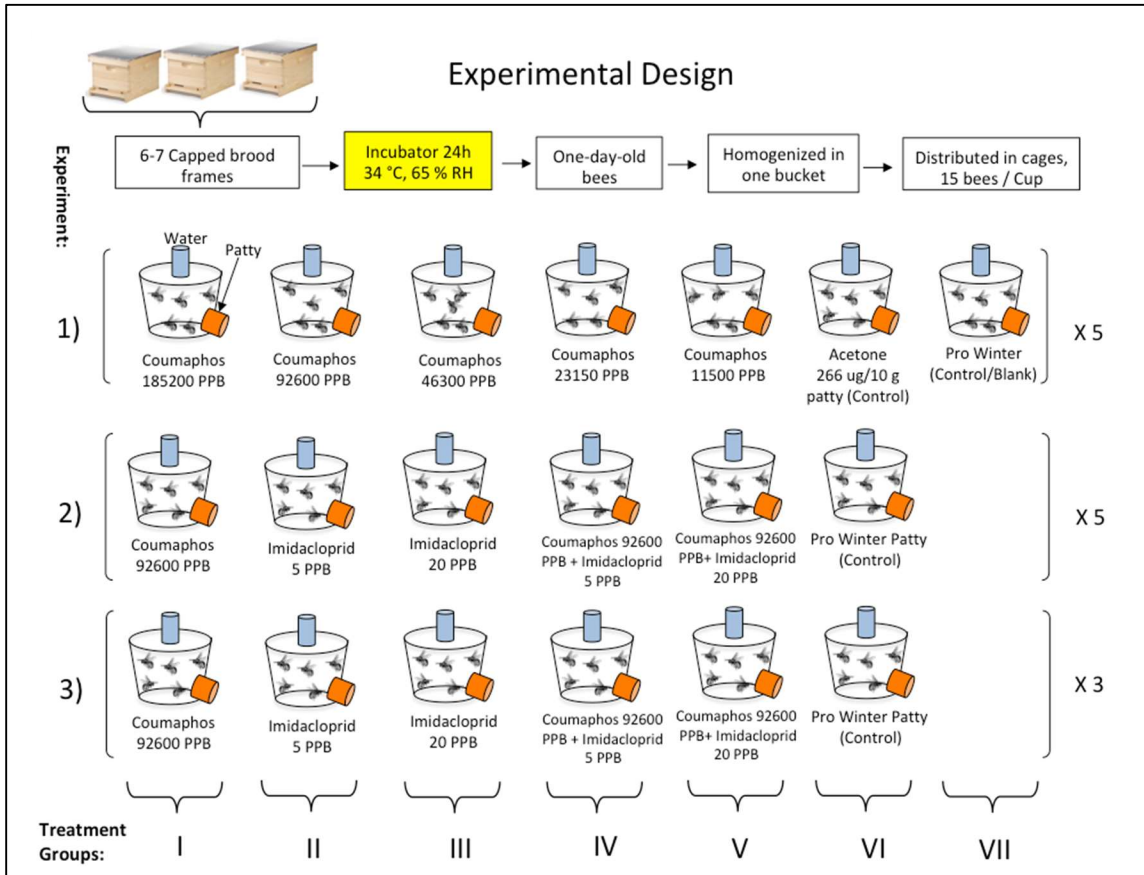 Experimental Design
6-7 Capped brood
frames
Incubator 24h
34 °C, 65 % RH
One-day-old
bees
Homogenized in
one bucket
Distributed in cages,
15 bees / Cup
Experiment:
1)
Water
Patty
Coumaphos
185200 PPB
Coumaphos
92600 PPB
Coumaphos
46300 PPB
Coumaphos
23150 PPB
Coumaphos
11500 PPB
Acetone
266 ug/10 g
patty (Control)
Pro Winter
(Control/Blank)
X 5
2)
Coumaphos
92600 PPB
Imidacloprid
5 PPB
Imidacloprid
20 PPB
Coumaphos 92600
PPB + Imidacloprid
5 PPB
Coumaphos 92600
PPB+ Imidacloprid
20 PPB
Pro Winter Patty
(Control)
X 5
3)
Coumaphos
92600 PPB
Imidacloprid
5 PPB
Imidacloprid
20 PPB
Coumaphos 92600
PPB + Imidacloprid
5 PPB
Coumaphos 92600
PPB+ Imidacloprid
20 PPB
Pro Winter Patty
(Control)
X 3
Treatment
Groups:
I
II
III
IV
V
VI
VII